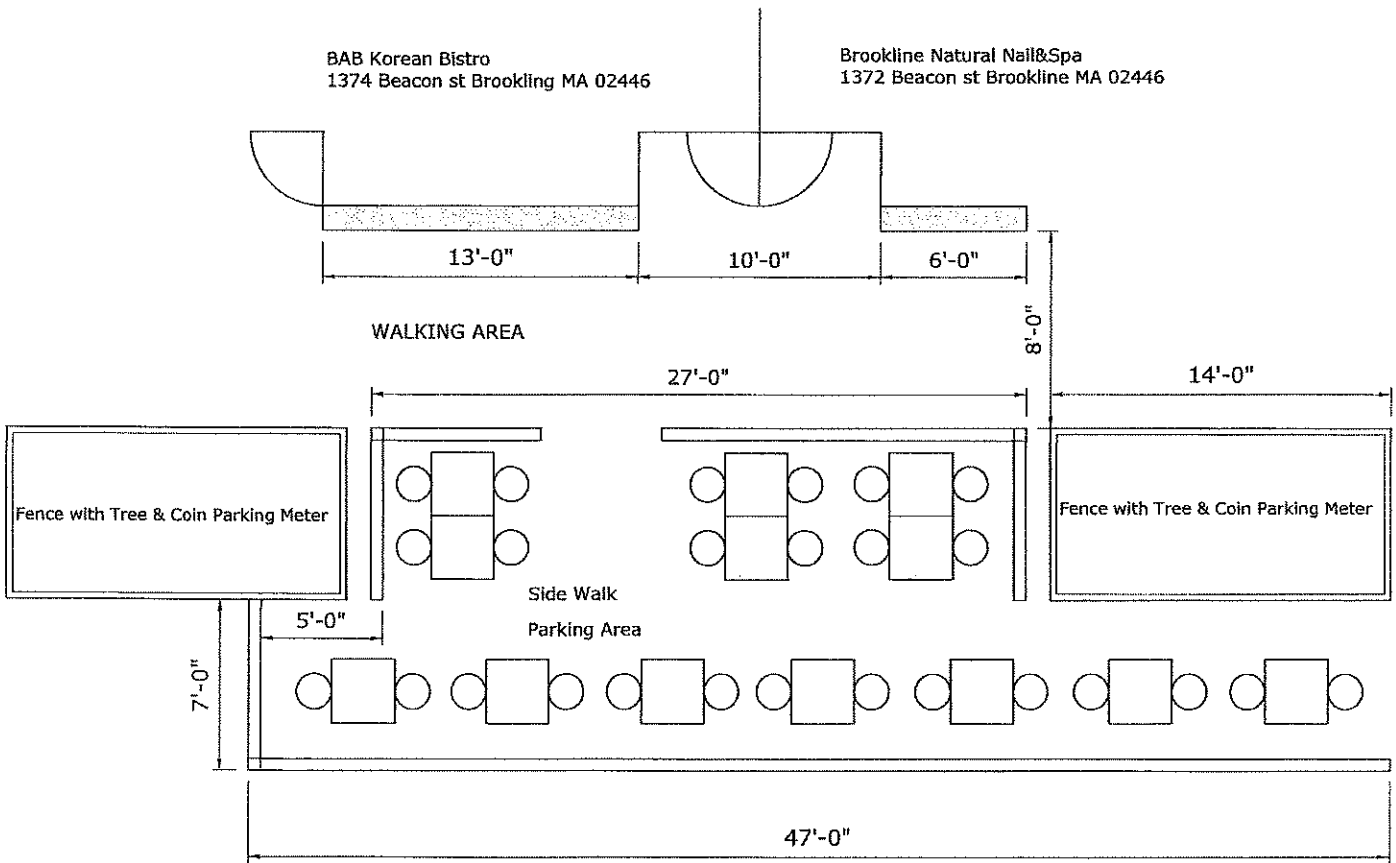 BAB Korean Bistro
1374 Beacon st Brookling MA 02446
Brookline Natural Nail&Spa
1372 Beacon st Brookline MA 02446
13'-0"
10'-0"
6'-0"
8'-0"
WALKING AREA
27'-0"
14'-0"
Fence with Tree & Coin Parking Meter
Fence with Tree & Coin Parking Meter
Side Walk
Parking Area
5'-0"
7'-0"
47'-0"